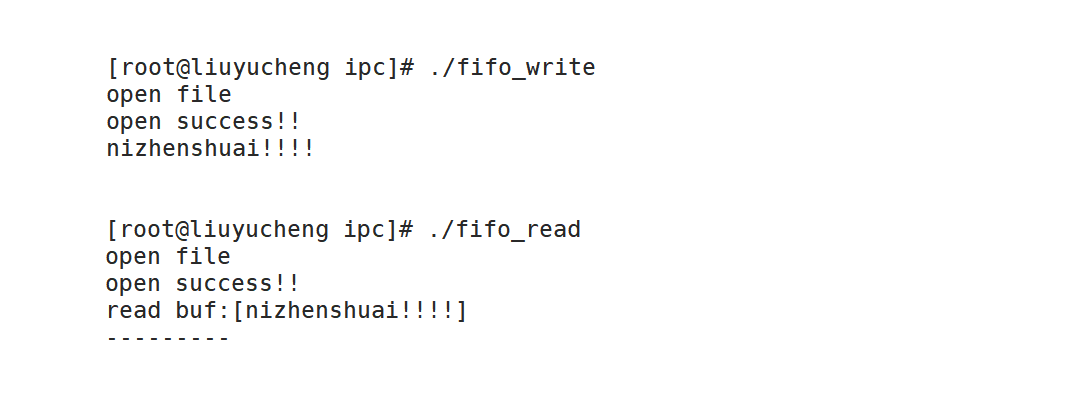 [root@liuyucheng ipc]# ./fifo_write
open file
open success!!
nizhenshuai!!!!
[root@liuyucheng ipc]# ./fifo_read
open file
open success!!
read buf:[nizhenshuai!!!!]
---------